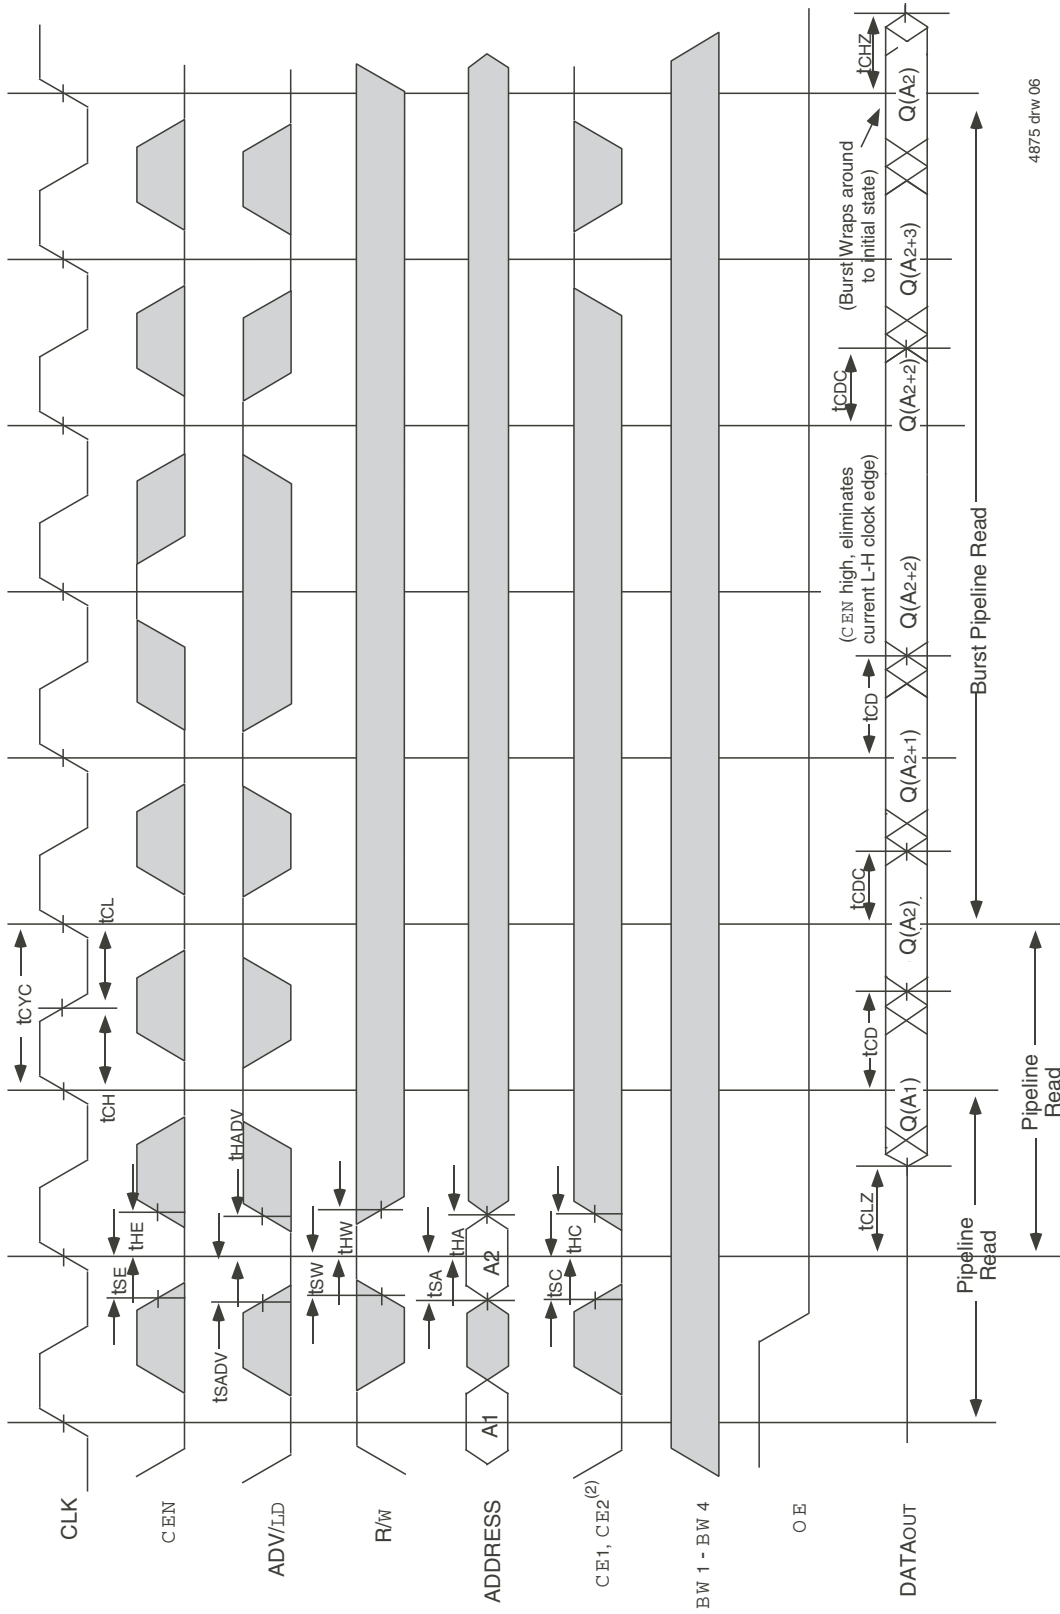 tCYC
tCH
tCL
CLK
tSE
tHE
CEN
tSADV
tHADV
ADV/LD
tSW
tHW
R/W
tSA
tHA
ADDRESS
A1
A2
tSC
tHC
CE1, CE2(2)
BW1 - BW4
OE
(CEN high, eliminates
current L-H clock edge)
(Burst Wraps around
to initial state)
tCLZ
tCD
tCDC
tCD
tCDC
tCHZ
DATAOUT
Q(A1)
Q(A2)
Q(A2+1)
Q(A2+2)
Q(A2+2)
Q(A2+3)
Q(A2)
Pipeline
Read
Burst Pipeline Read
Pipeline
Read
4875 drw 06